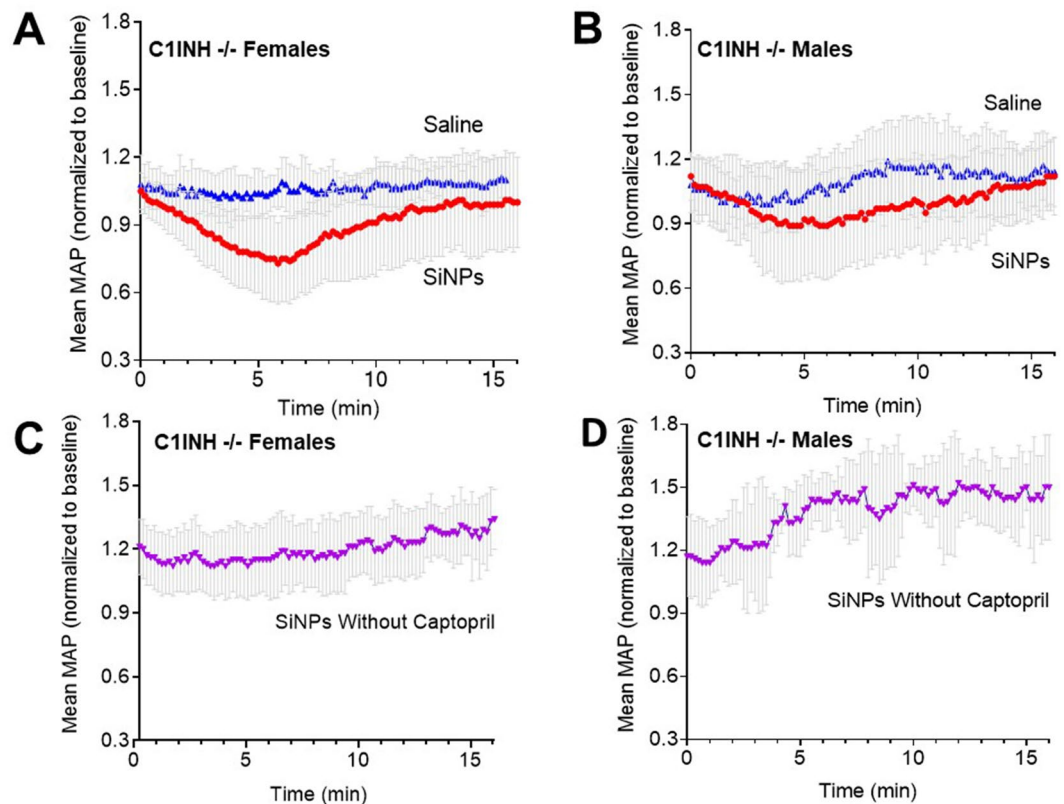 A
C1INH -/- Females
Mean MAP (normalized to baseline)
1.8
1.5
1.2
0.9
0.6
0.3
Saline
SiNPs
0 5 10 15
Time (min)
B
C1INH -/- Males
Mean MAP (normalized to baseline)
1.8
1.5
1.2
0.9
0.6
0.3
Saline
SiNPs
0 5 10 15
Time (min)
C
C1INH -/- Females
Mean MAP (normalized to baseline)
1.8
1.5
1.2
0.9
0.6
0.3
SiNPs Without Captopril
0 5 10 15
Time (min)
D
C1INH -/- Males
Mean MAP (normalized to baseline)
1.8
1.5
1.2
0.9
0.6
0.3
SiNPs Without Captopril
0 5 10 15
Time (min)